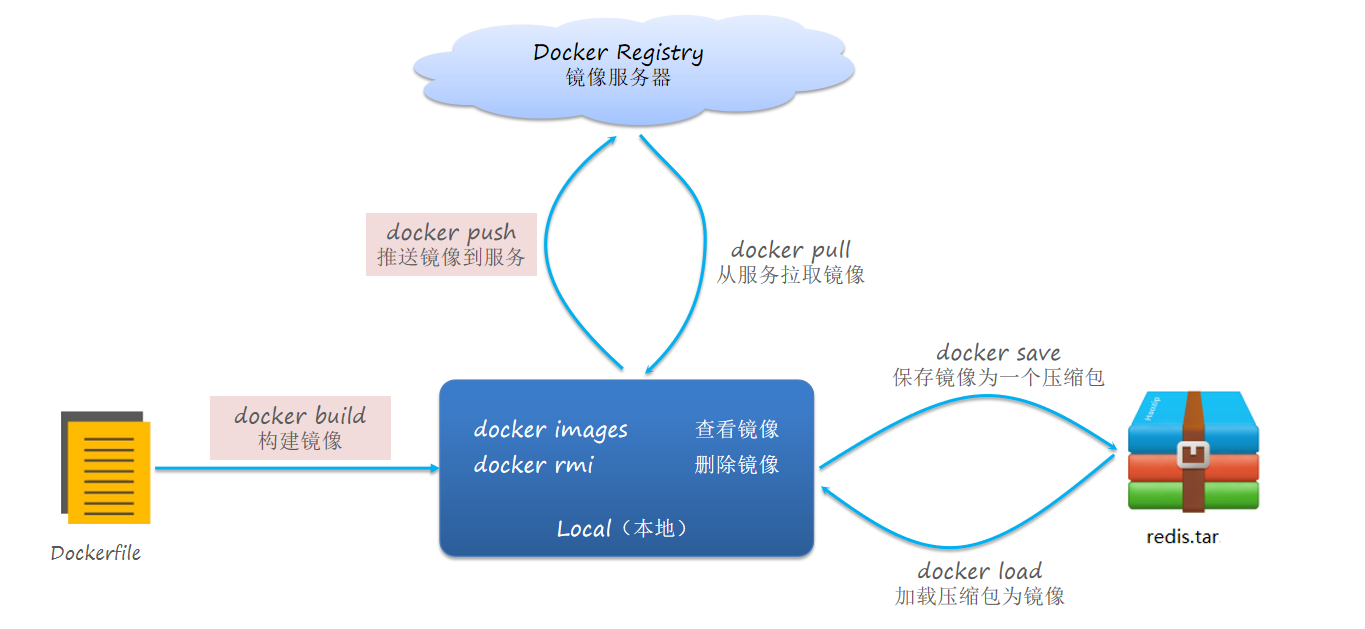 Docker Registry
镜像服务器
docker push
推送镜像到服务
docker pull
从服务拉取镜像
docker save
保存镜像为一个压缩包
docker build
构建镜像
docker images 查看镜像
docker rmi 删除镜像
Local（本地）
Dockerfile
Haozip
redis.tar
docker load
加载压缩包为镜像